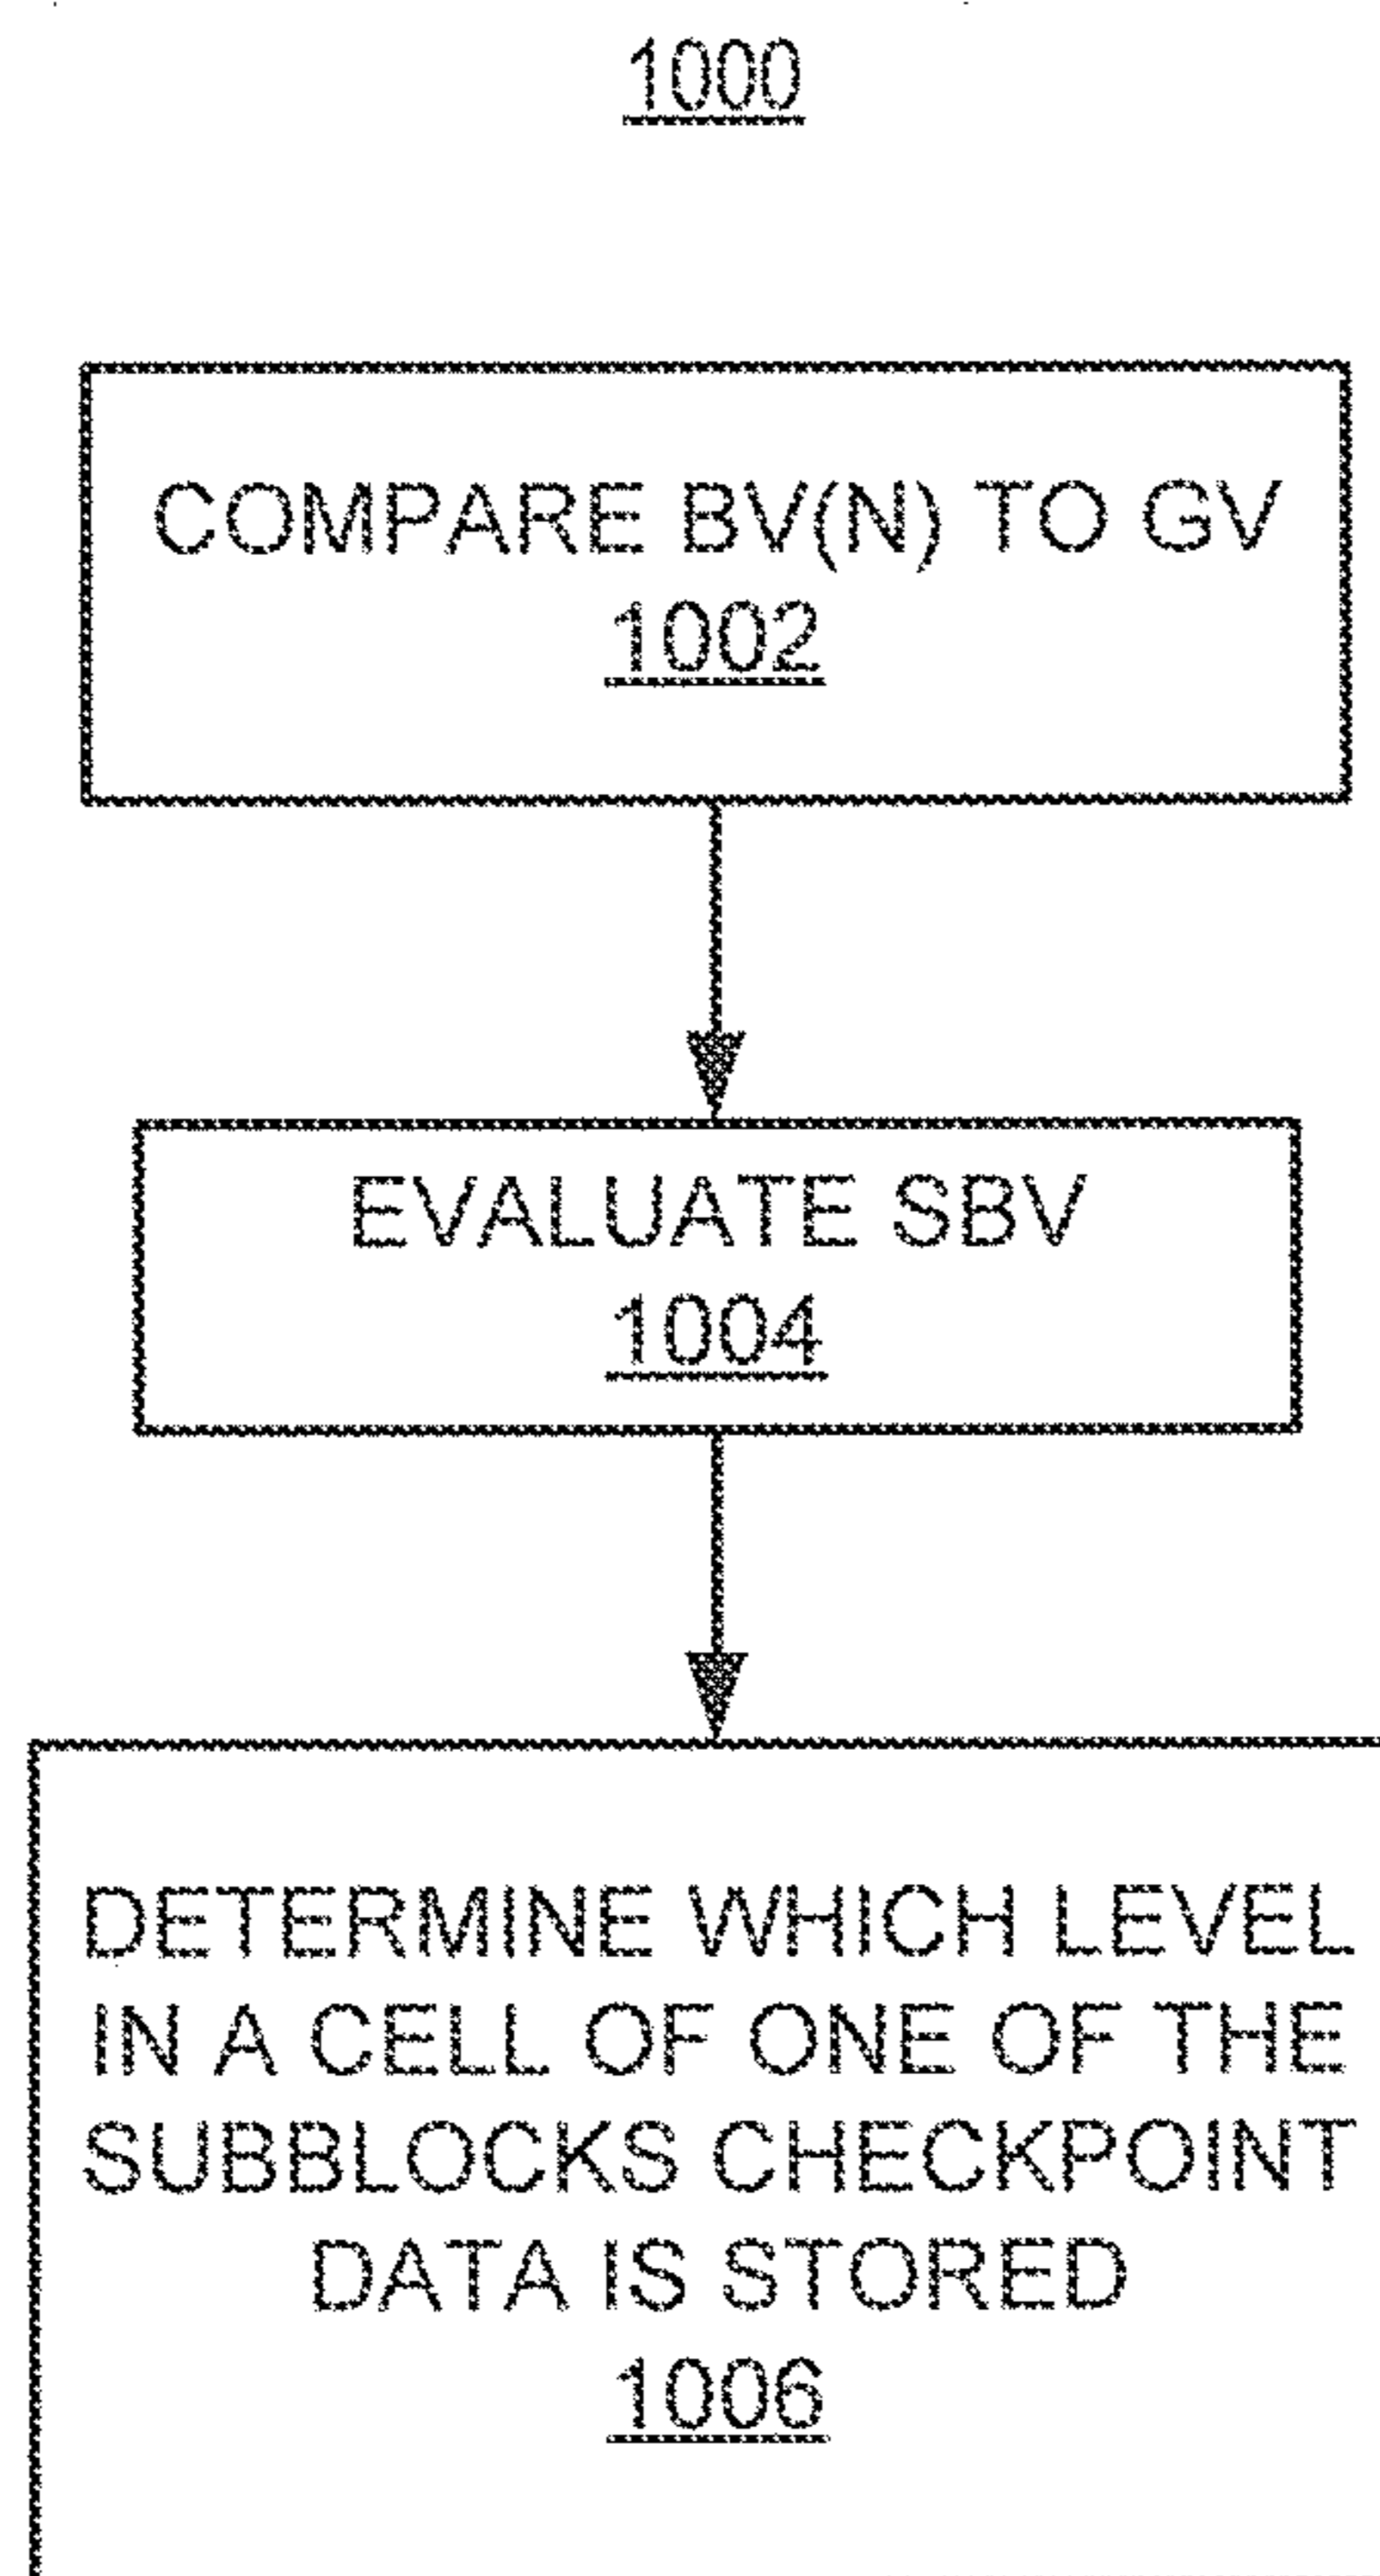 1000
COMPARE BV(N) TO GV
1002
EVALUATE SBV
1004
DETERMINE WHICH LEVEL
IN A CELL OF ONE OF THE
SUBBLOCKS CHECKPOINT
DATA IS STORED
1006